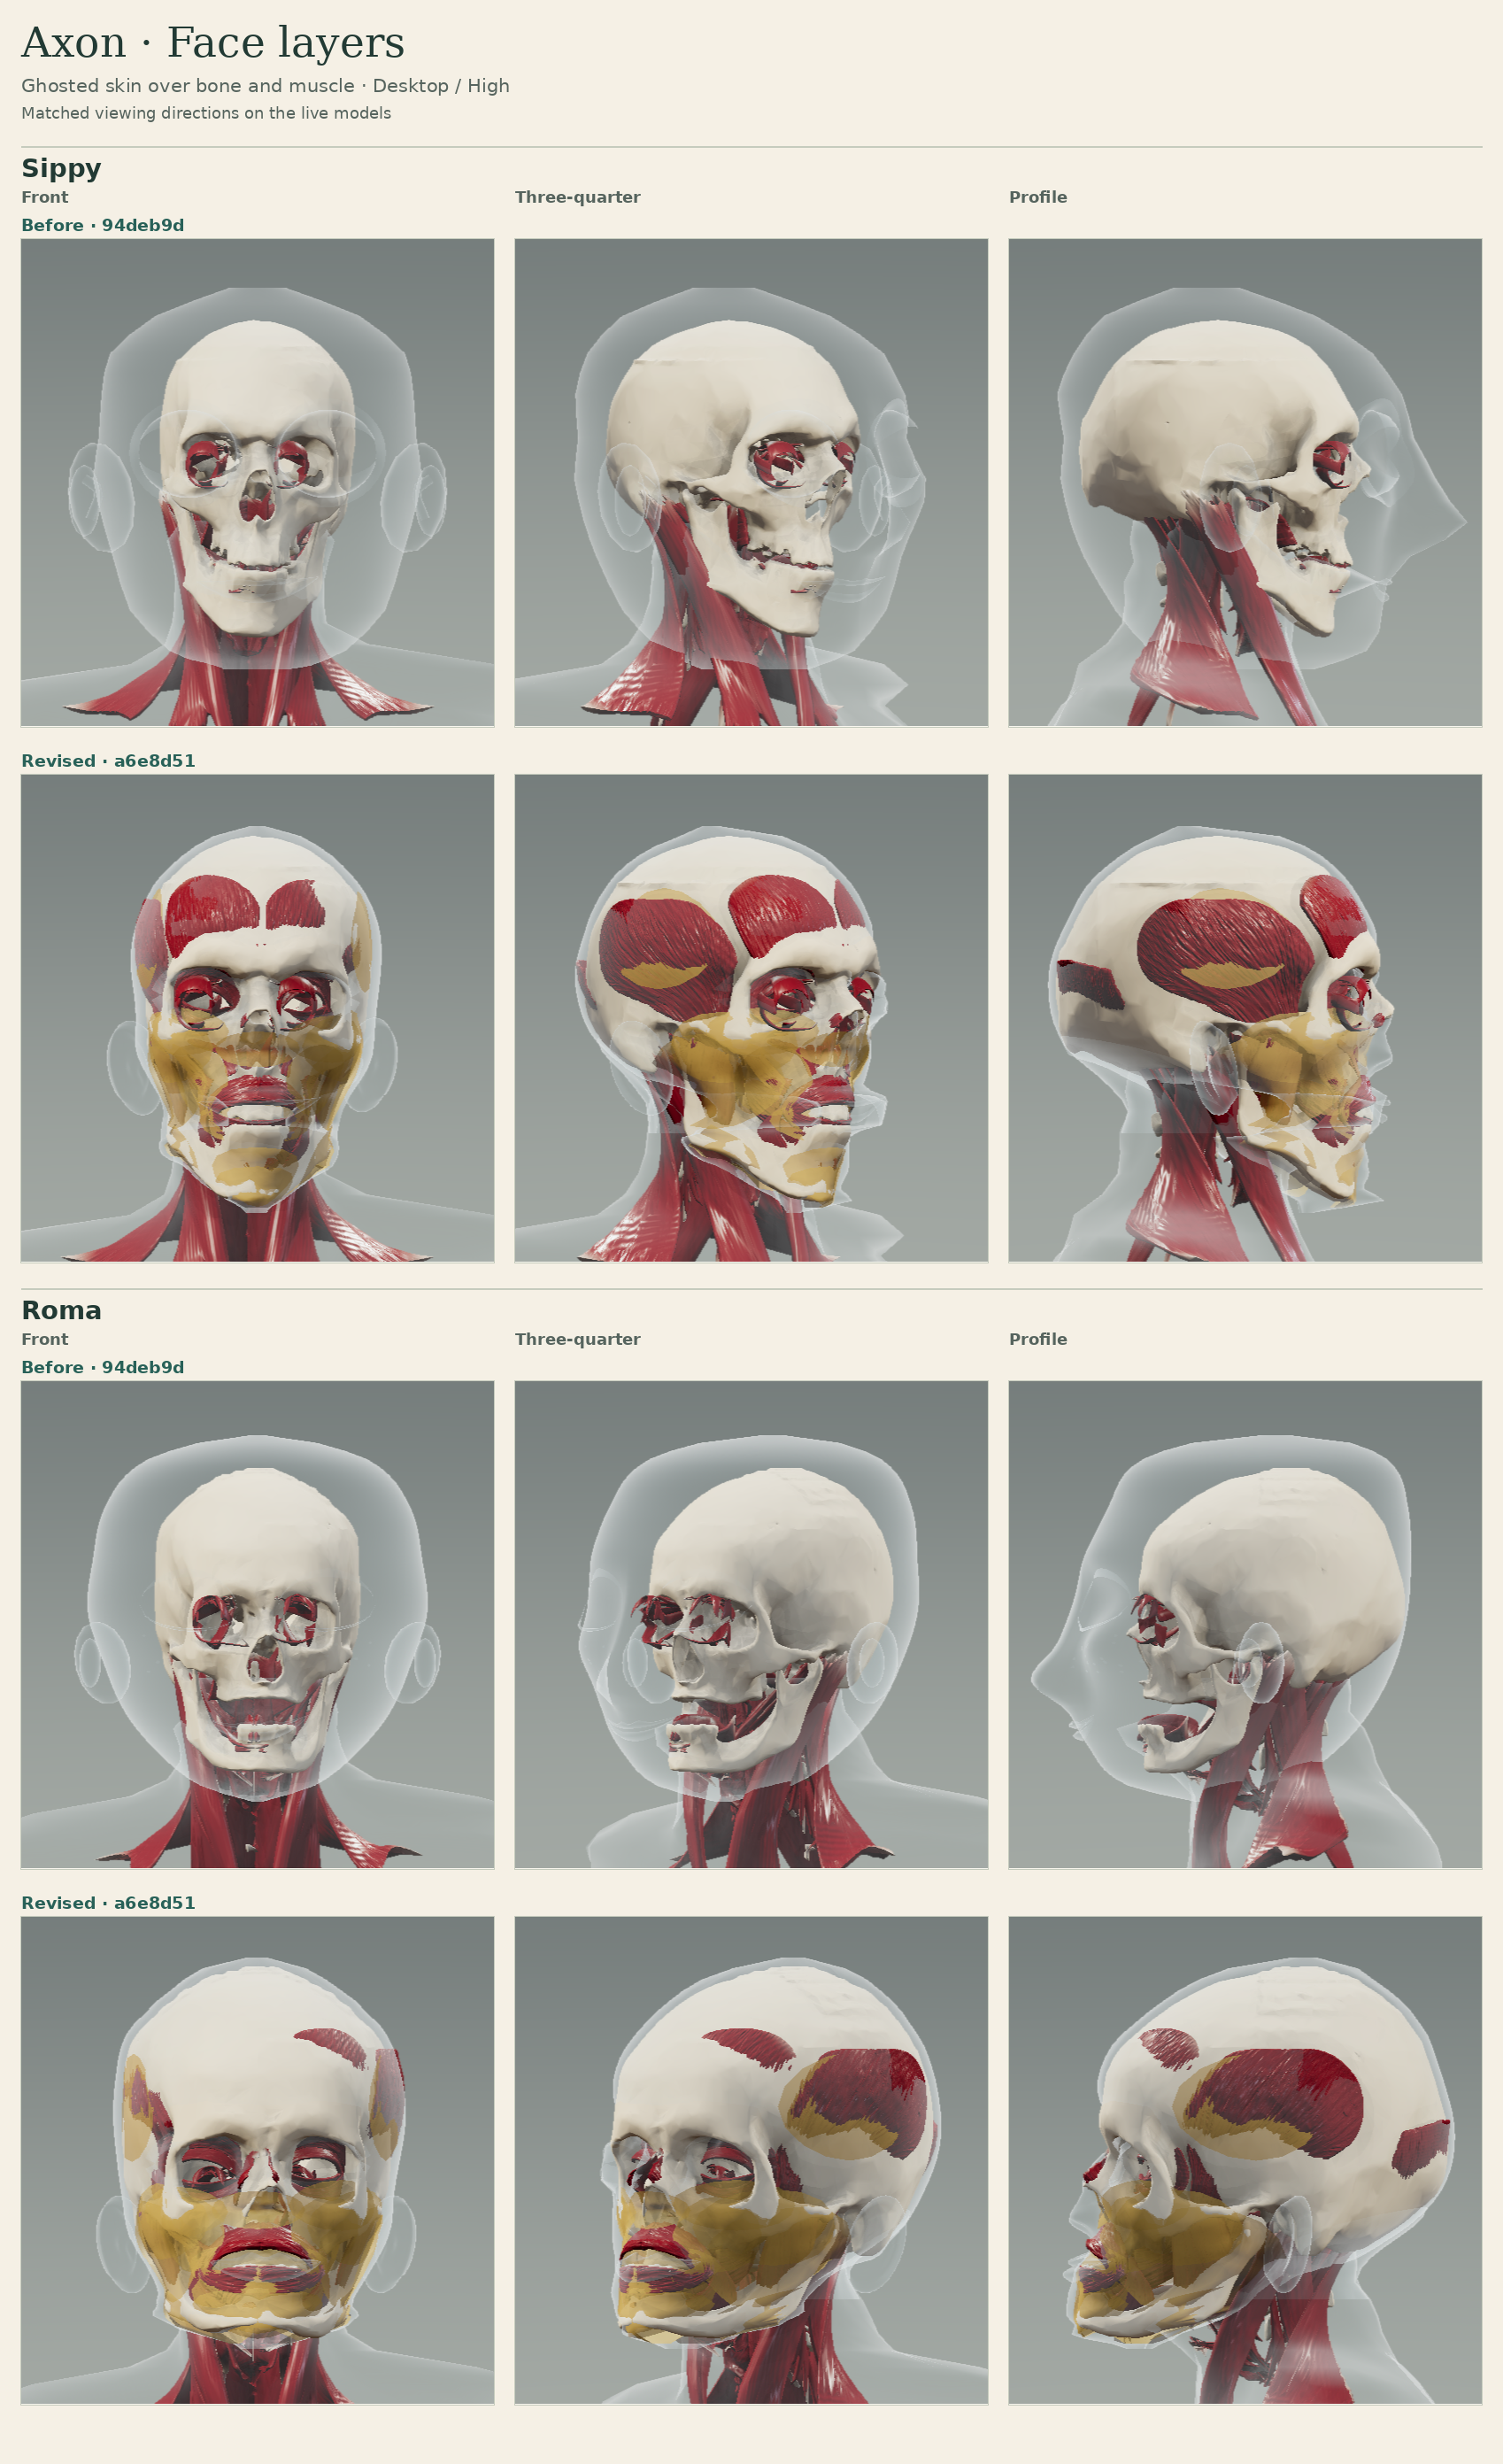 Axon · Face layers
Ghosted skin over bone and muscle · Desktop / High
Matched viewing directions on the live models
Sippy
Front Three-quarter Profile
Before · 94deb9d
Revised · a6e8d51
Roma
Front Three-quarter Profile
Before · 94deb9d
Revised · a6e8d51